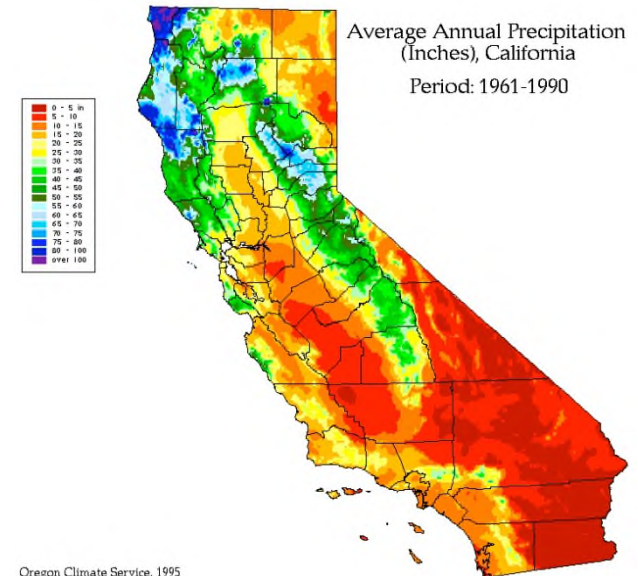 Average Annual Precipitation
(Inches), California
Period: 1961-1990
0 - 5 in
5 - 10
10 - 15
15 - 20
20 - 25
25 - 30
30 - 35
35 - 40
40 - 45
45 - 50
50 - 55
55 - 60
60 - 65
65 - 70
70 - 75
75 - 80
80 - 100
over 100
Oregon Climate Service, 1995